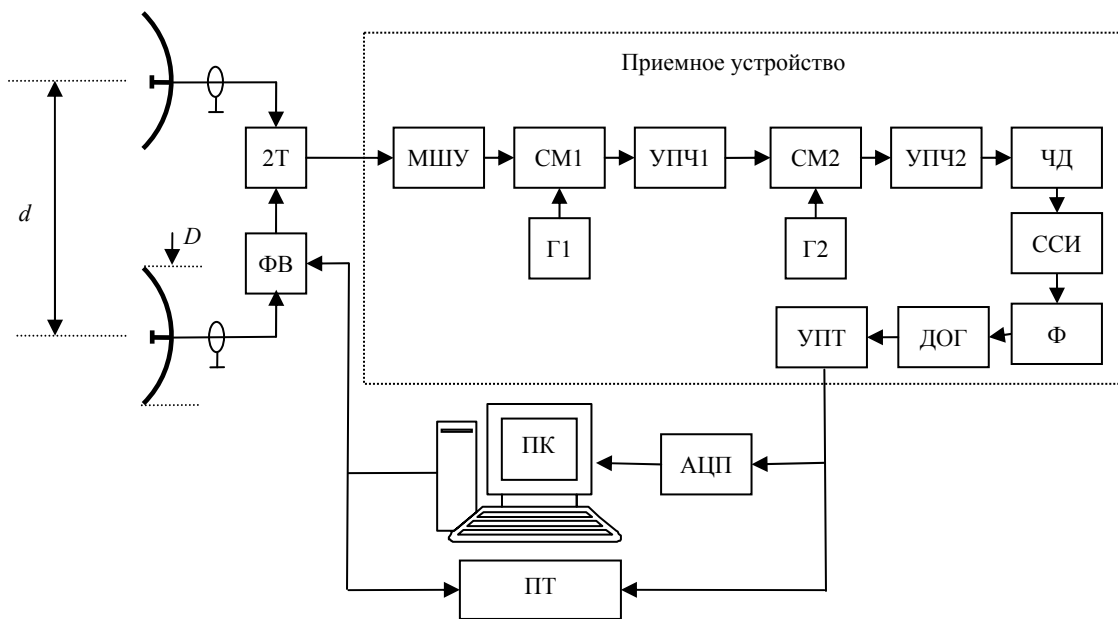 Приемное устройство
2Т
МШУ
СМ1
УПЧ1
СМ2
УПЧ2
ЧД
d
D
ФВ
Г1
Г2
ССИ
УПТ
ДОГ
Ф
ПК
АЦП
ПТ